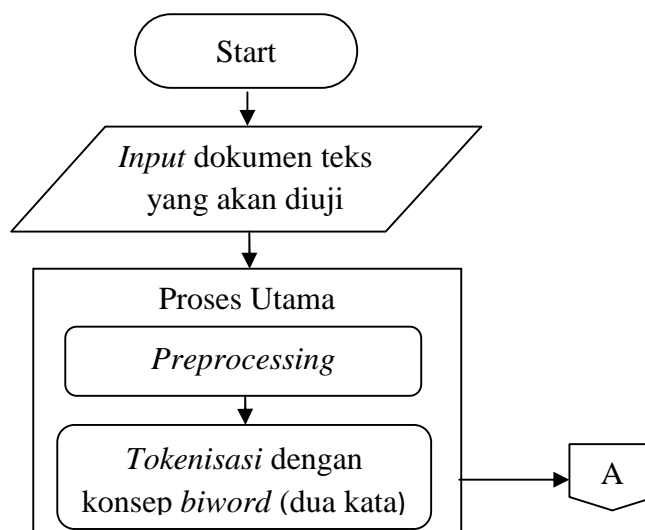 Start
Input dokumen teks
yang akan diuji
Proses Utama
Preprocessing
Tokenisasi dengan
konsep biword (dua kata)
A